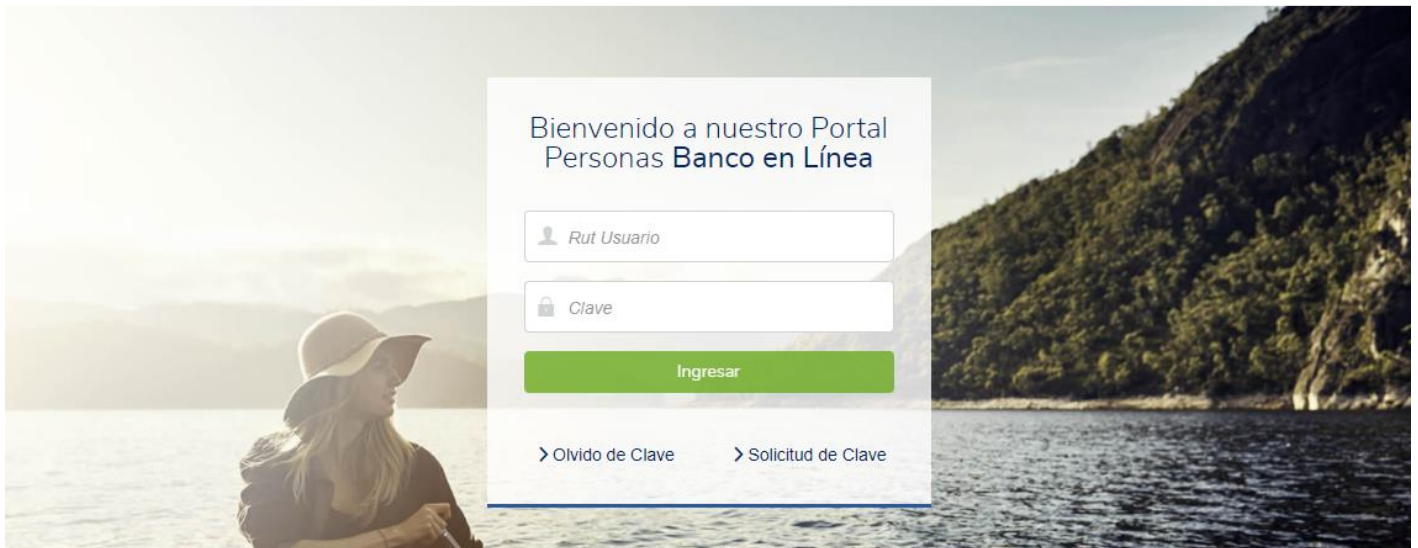 Bienvenido a nuestro Portal
Personas Banco en Línea
Rut Usuario
Clave
Ingresar
Olvido de Clave
Solicitud de Clave